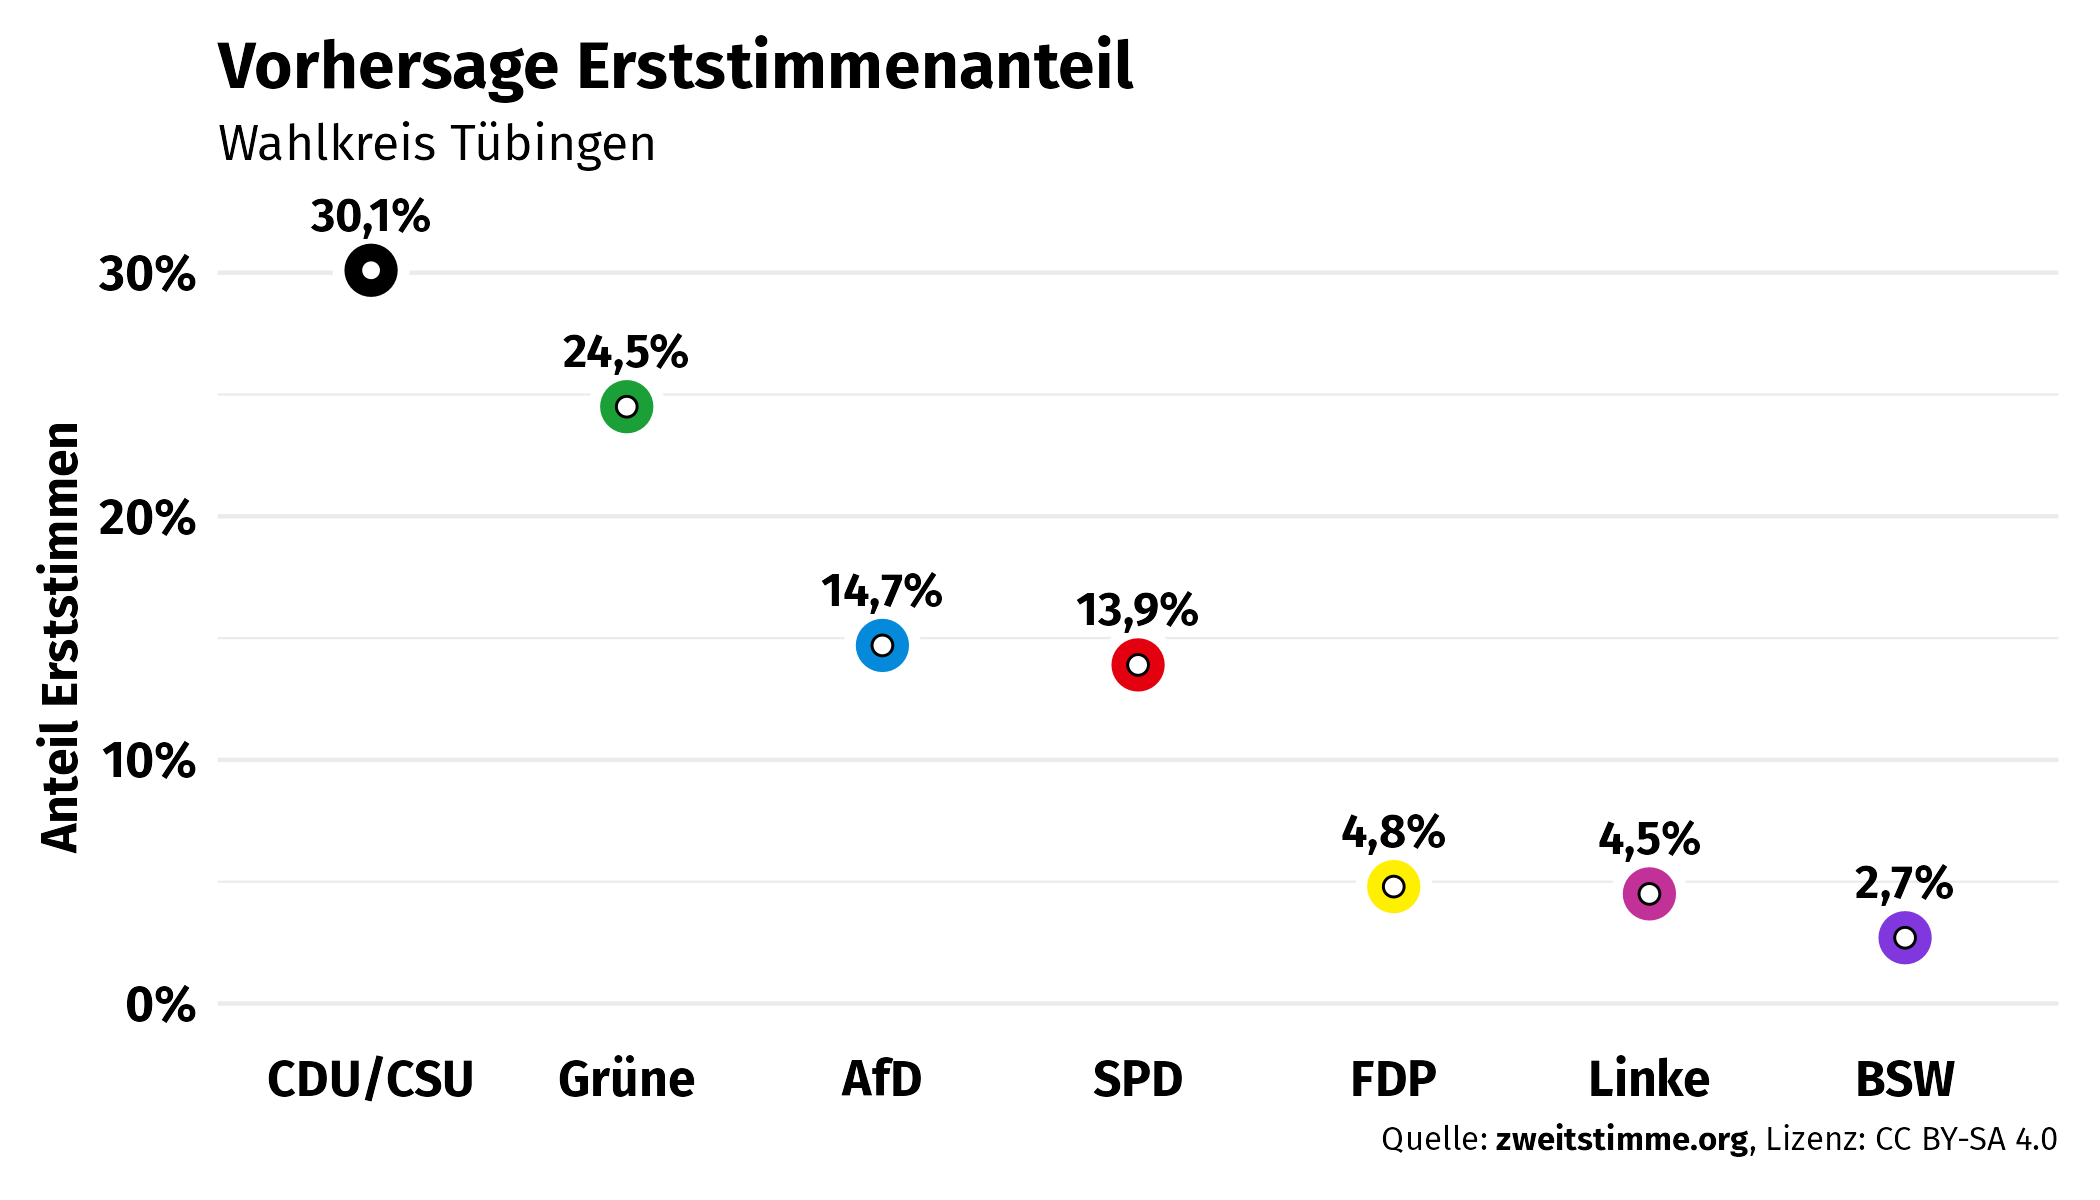 Vorhersage Erststimmenanteil
Wahlkreis Tübingen
Anteil Erststimmen
30%
20%
10%
0%
30,1%
24,5%
14,7%
13,9%
4,8%
4,5%
2,7%
CDU/CSU Grüne AfD SPD FDP Linke BSW
Quelle: zweitstimme.org, Lizenz: CC BY-SA 4.0